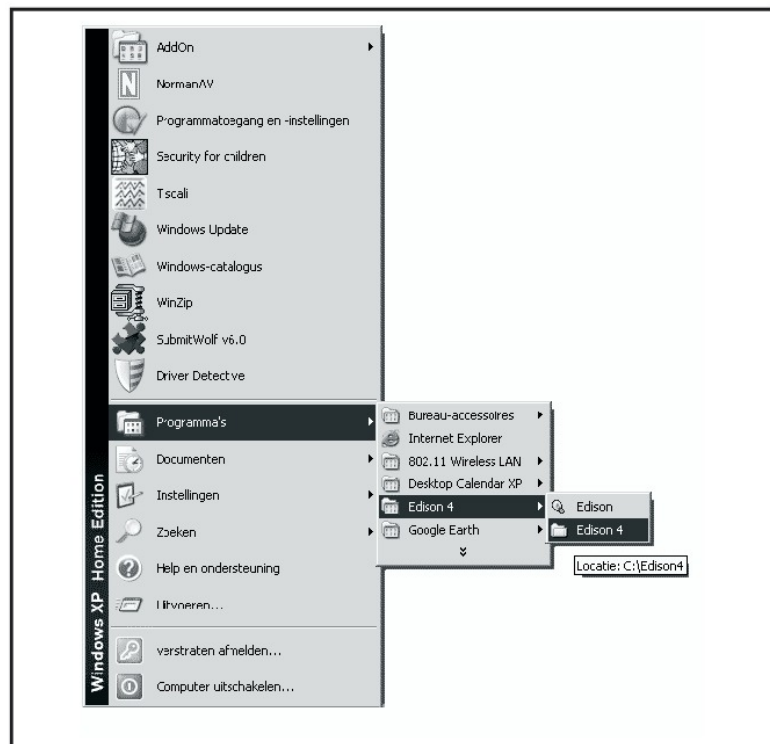 AddOn
NormanAV
Programmatoegang en -instellingen
Security for children
Tscali
Windows Update
Windows-catalogus
WinZip
SubmitWolf v6.0
Driver Detective
Programma's
Documenten
Instellingen
Zoeken
Help en ondersteuning
Uitvoeren...
verstraten afmelden...
Computer uitschakelen...
Windows XP Home Edition
Bureau-accessoires
Internet Explorer
802.11 Wireless LAN
Desktop Calendar XP
Edison 4
Google Earth
Edison
Edison 4
Locatie: C:\Edison4